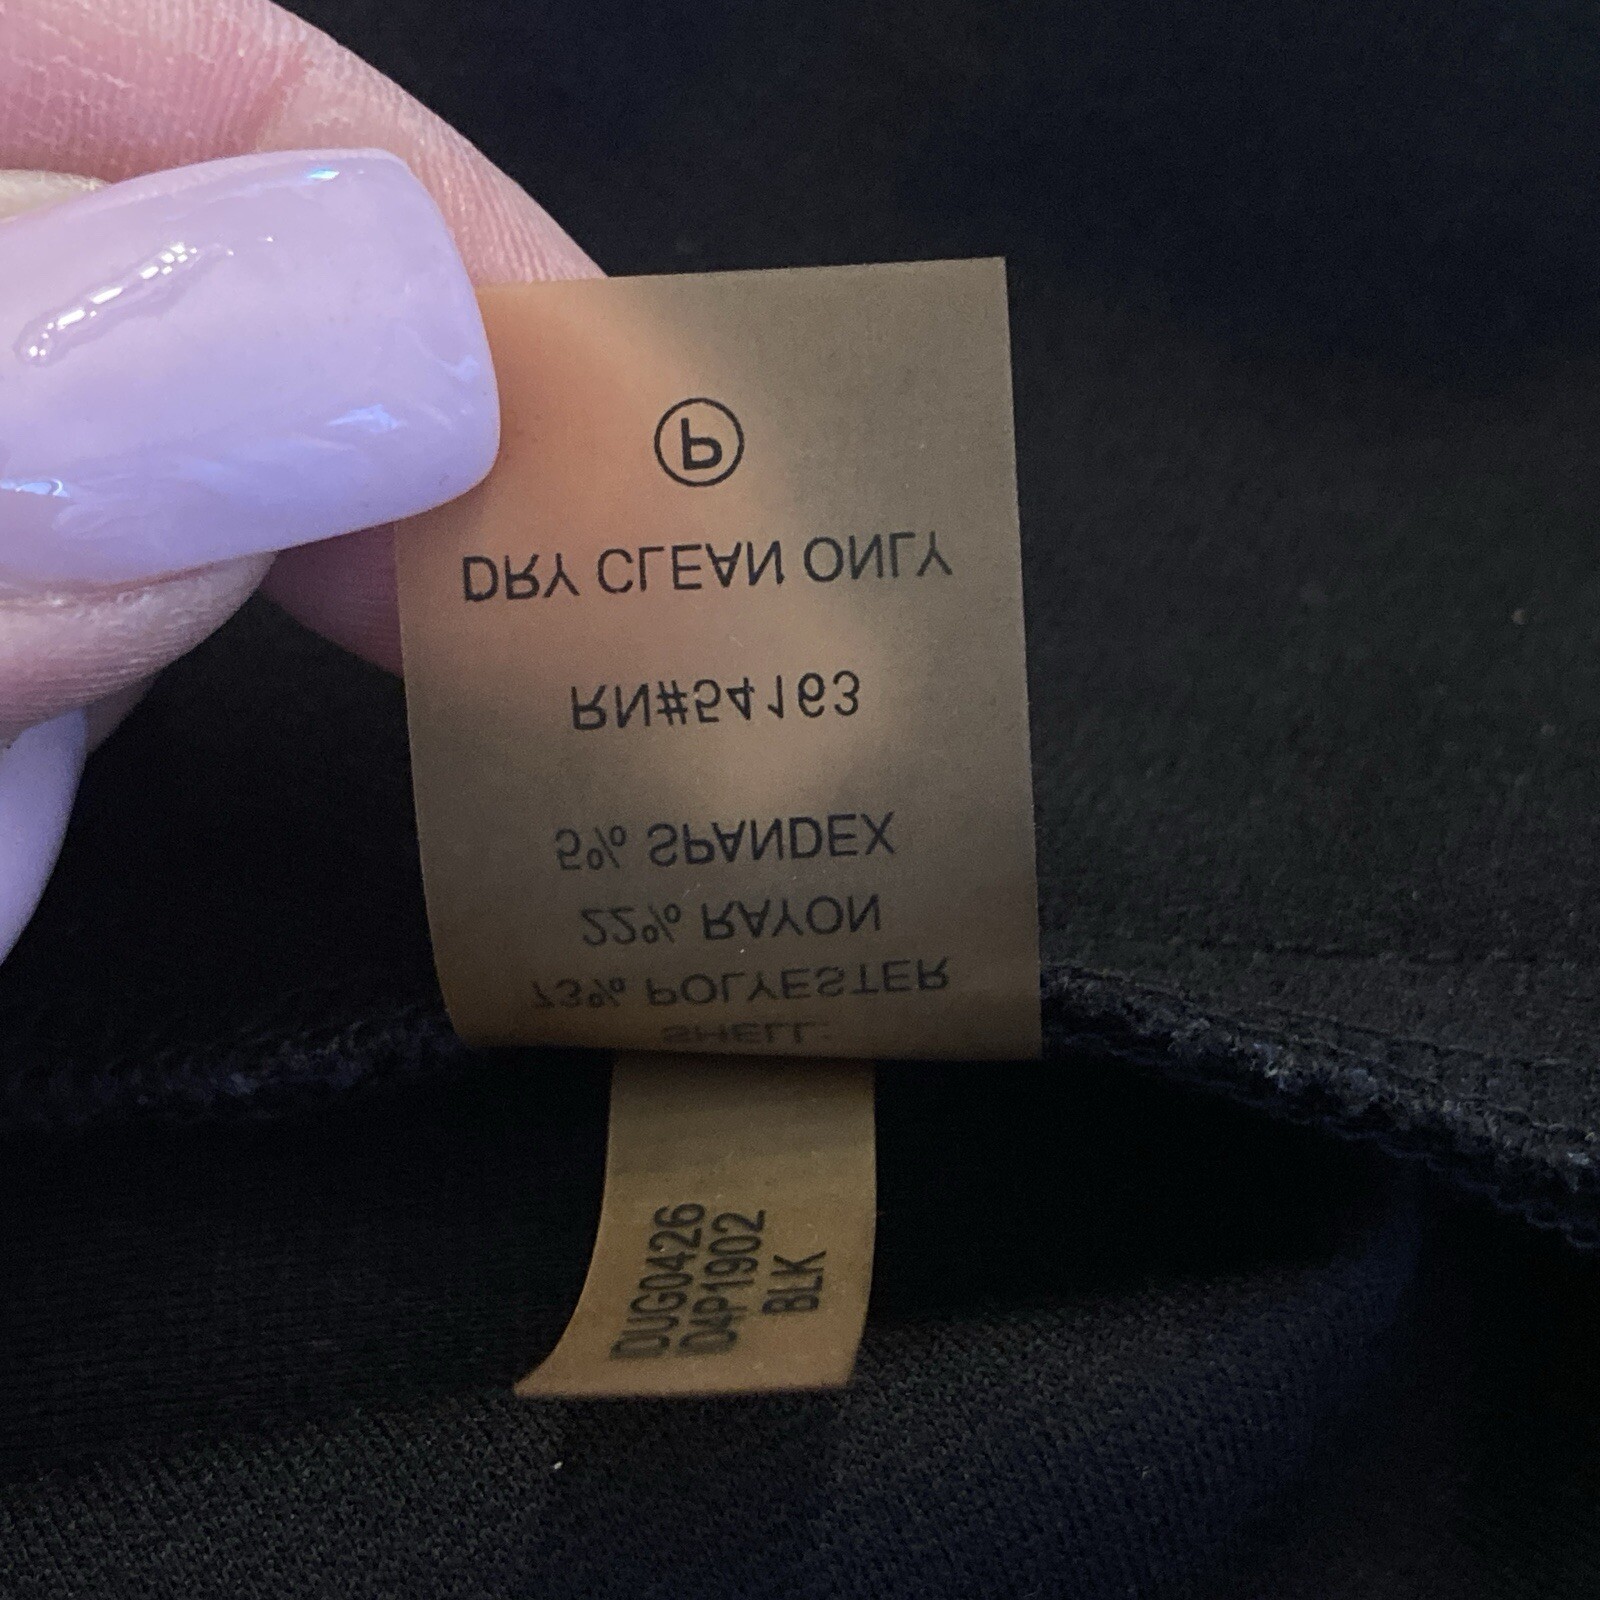 SHELL:
73% POLYESTER
22% RAYON
5% SPANDEX
RN#54163
DRY CLEAN ONLY
P
DUG0426
04P1902
BLK